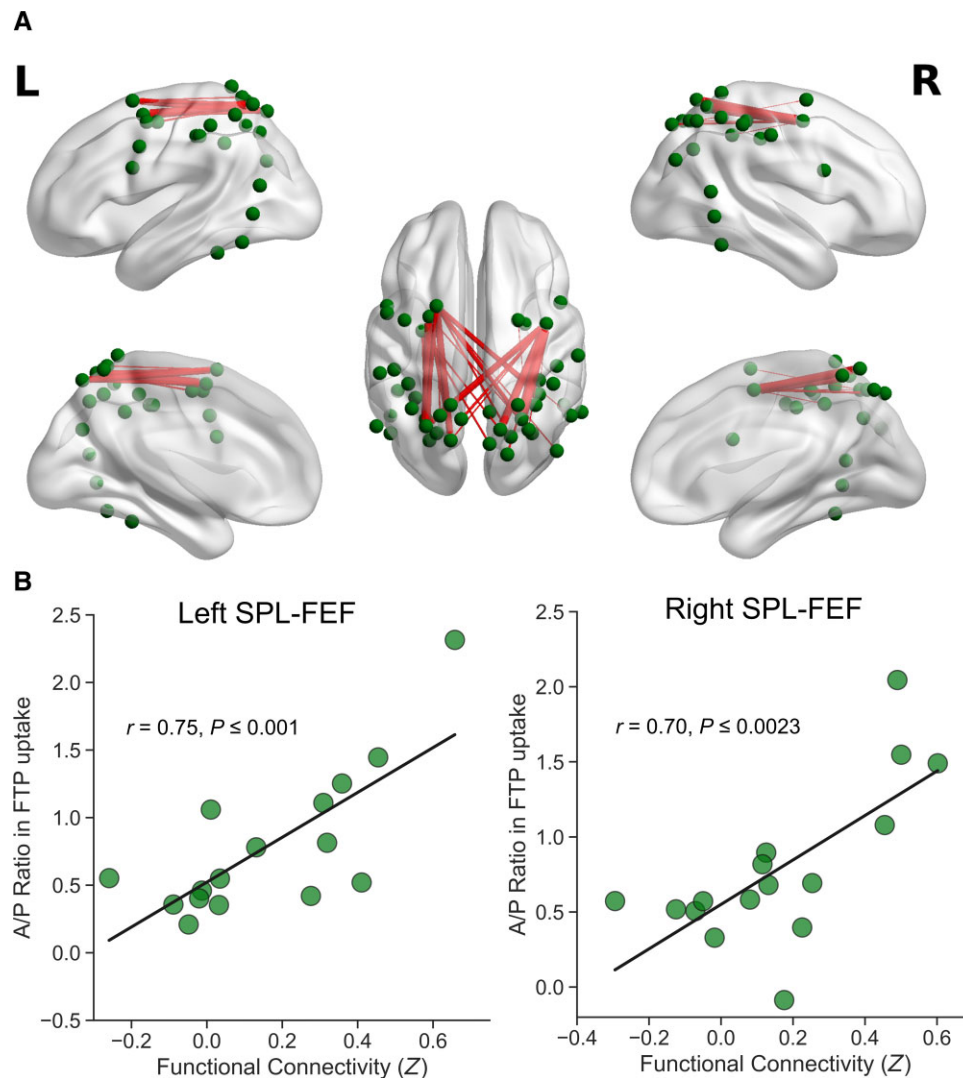 A
L
R
B
Left SPL-FEF
Right SPL-FEF
2.5
2.0
1.5
1.0
0.5
0.0
−0.5
A/P Ratio in FTP uptake
r = 0.75, P ≤ 0.001
−0.2 0.0 0.2 0.4 0.6
Functional Connectivity (Z)
2.5
2.0
1.5
1.0
0.5
0.0
A/P Ratio in FTP uptake
r = 0.70, P ≤ 0.0023
−0.4 −0.2 0.0 0.2 0.4 0.6
Functional Connectivity (Z)